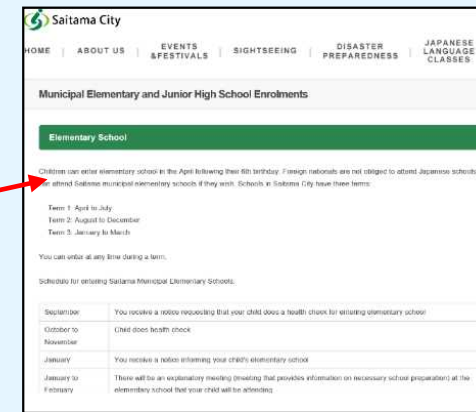 Saitama City
HOME | ABOUT US | EVENTS &FESTIVALS | SIGHTSEEING | DISASTER PREPAREDNESS | JAPANESE LANGUAGE CLASSES
Municipal Elementary and Junior High School Enrolments
Elementary School
Children can enter elementary school in the April following their 6th birthday. Foreign nationals are not obliged to attend Japanese schools
attend Saitama municipal elementary schools if they wish. Schools in Saitama City have three terms:
Term 1: April to July
Term 2: August to December
Term 3: January to March
You can enter at any time during a term.
Schedule for entering Saitama Municipal Elementary Schools:
September You receive a notice requesting that your child does a health check for entering elementary school
October to November Child does health check
January You receive a notice informing your child's elementary school
January to February There will be an explanatory meeting (meeting that provides information on necessary school preparation) at the
elementary school that your child will be attending.